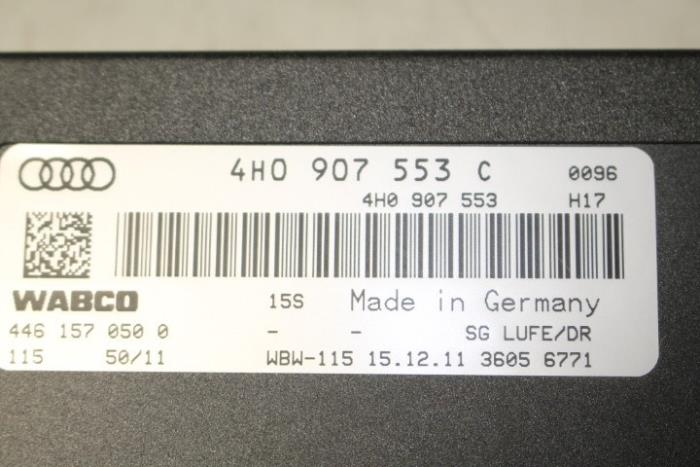 4H0 907 553 C 0096
4H0 907 553 H17
WABCO 15S Made in Germany
446 157 050 0 - - SG LUFE/DR
115 50/11 WBW-115 15.12.11 3605 6771